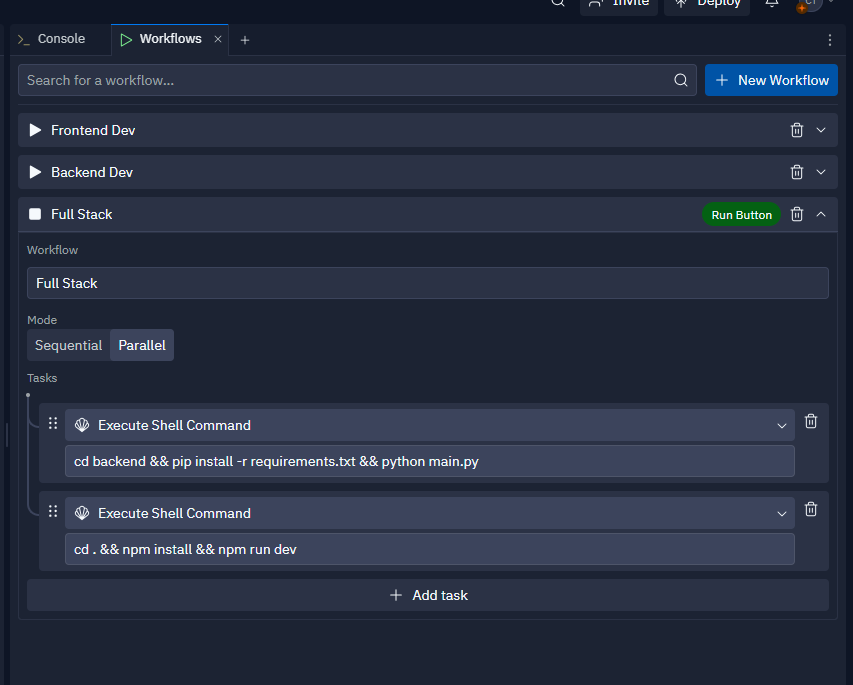 Invite
Deploy
CT
>_ Console
Workflows
Search for a workflow...
New Workflow
Frontend Dev
Backend Dev
Full Stack
Run Button
Workflow
Full Stack
Mode
Sequential
Parallel
Tasks
Execute Shell Command
cd backend && pip install -r requirements.txt && python main.py
Execute Shell Command
cd . && npm install && npm run dev
Add task